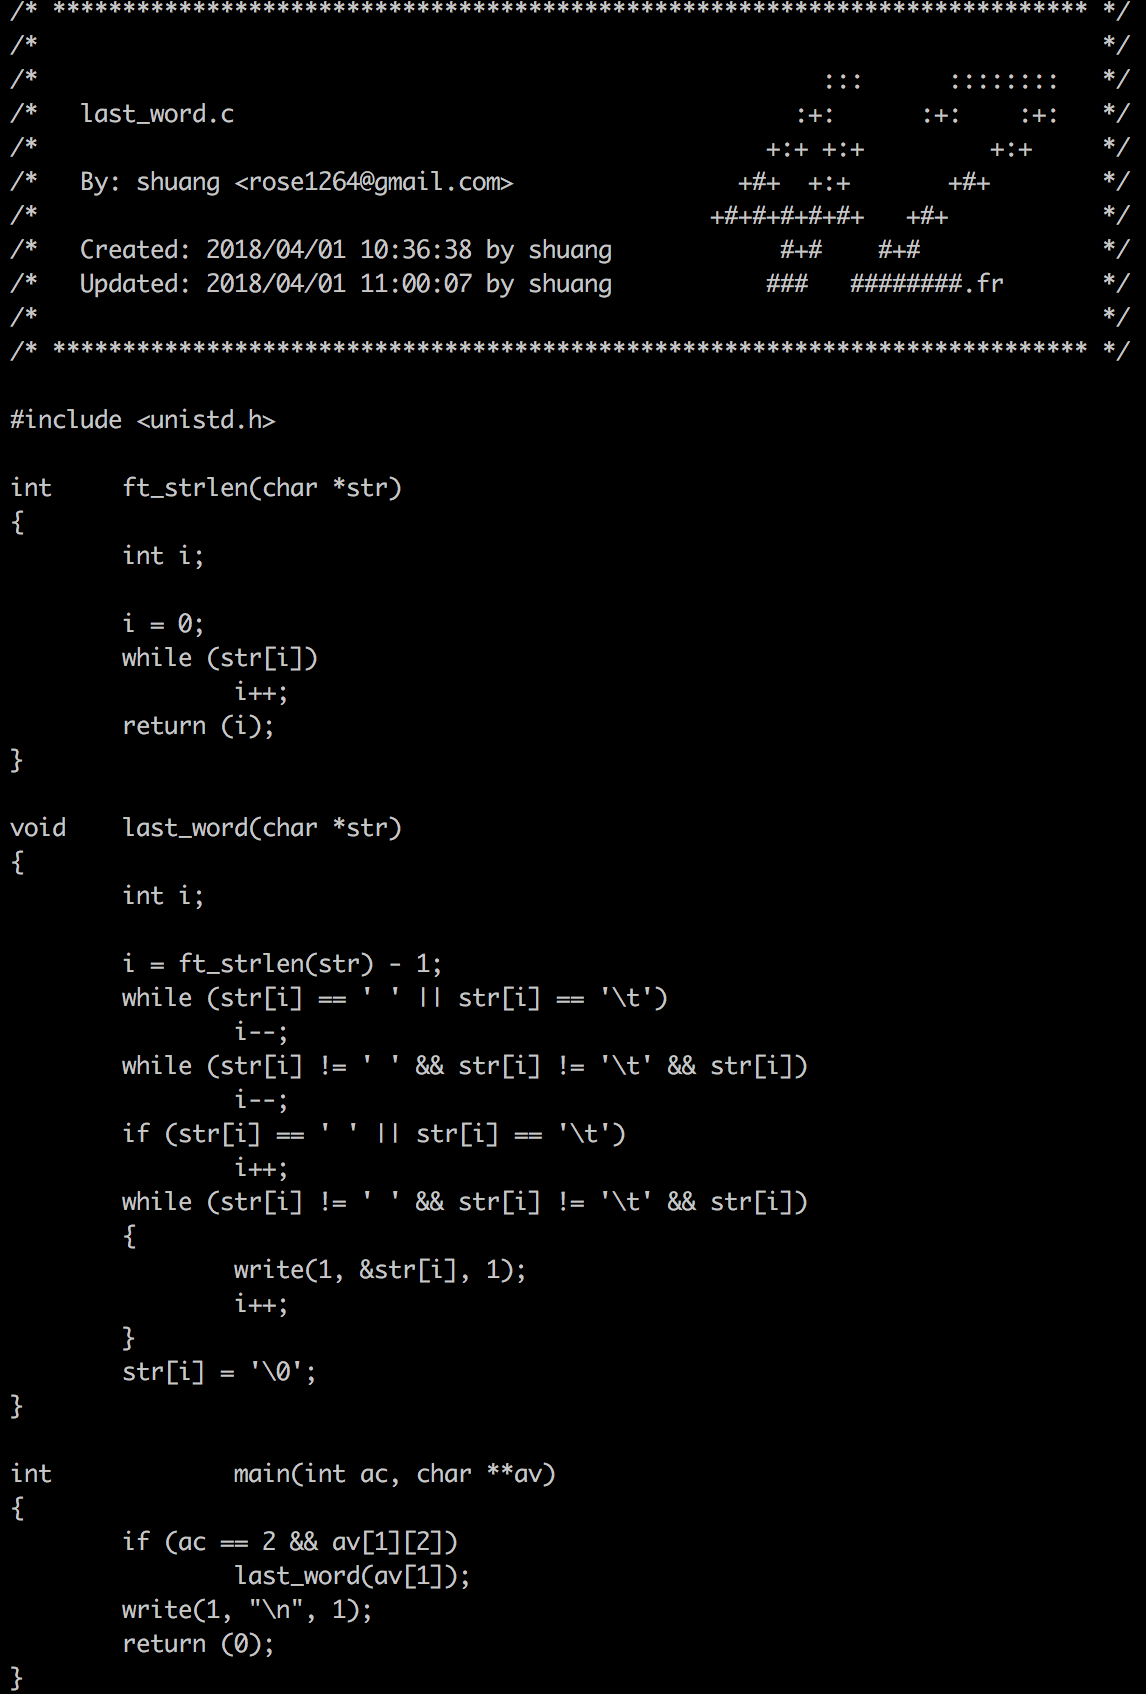 /* ************************************************************************** */
/*                                                                            */
/*                                                        :::      ::::::::   */
/*   last_word.c                                        :+:      :+:    :+:   */
/*                                                    +:+ +:+         +:+     */
/*   By: shuang <rose1264@gmail.com>                +#+  +:+       +#+        */
/*                                                +#+#+#+#+#+   +#+           */
/*   Created: 2018/04/01 10:36:38 by shuang            #+#    #+#             */
/*   Updated: 2018/04/01 11:00:07 by shuang           ###   ########.fr       */
/*                                                                            */
/* ************************************************************************** */

#include <unistd.h>

int	ft_strlen(char *str)
{
	int i;

	i = 0;
	while (str[i])
		i++;
	return (i);
}

void	last_word(char *str)
{
	int i;

	i = ft_strlen(str) - 1;
	while (str[i] == ' ' || str[i] == '\t')
		i--;
	while (str[i] != ' ' && str[i] != '\t' && str[i])
		i--;
	if (str[i] == ' ' || str[i] == '\t')
		i++;
	while (str[i] != ' ' && str[i] != '\t' && str[i])
	{
		write(1, &str[i], 1);
		i++;
	}
	str[i] = '\0';
}

int		main(int ac, char **av)
{
	if (ac == 2 && av[1][2])
		last_word(av[1]);
	write(1, "\n", 1);
	return (0);
}